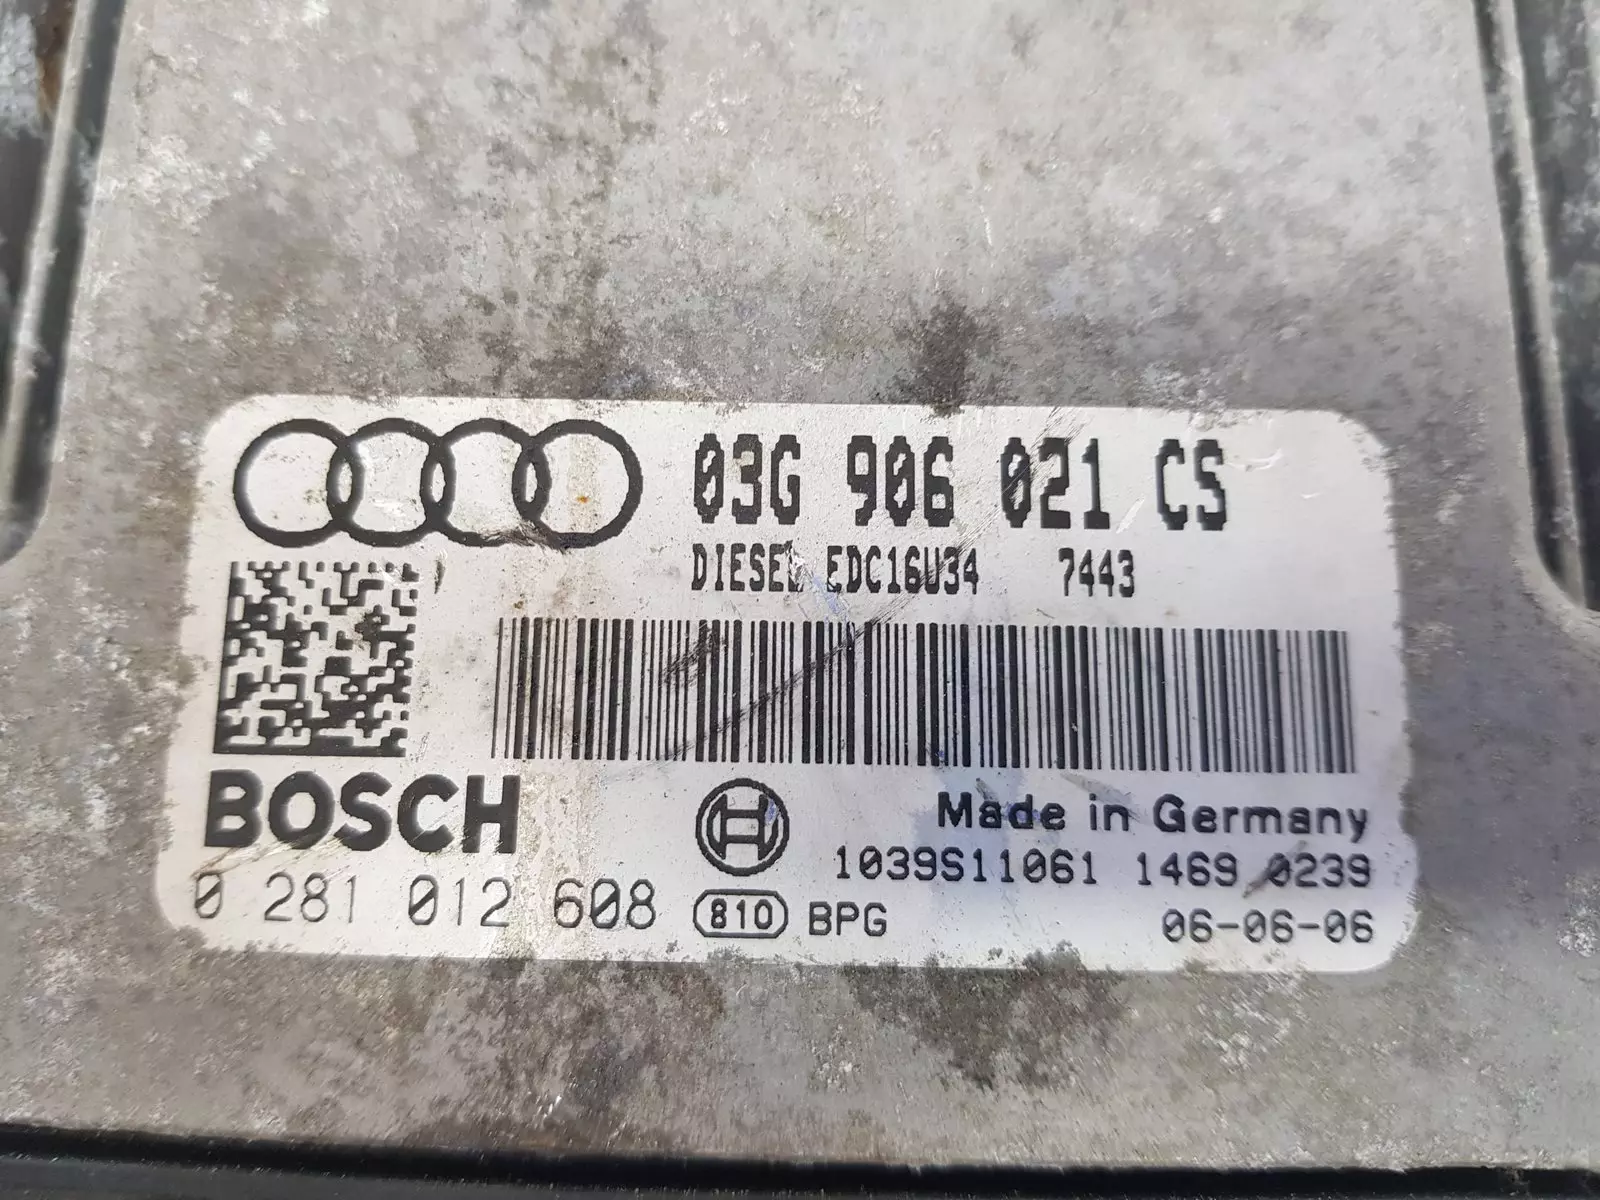 03G 906 021 CS
DIESEL EDC16U34 7443
BOSCH
Made in Germany
1039S11061 1469 0239
0 281 012 608 810 BPG 06-06-06